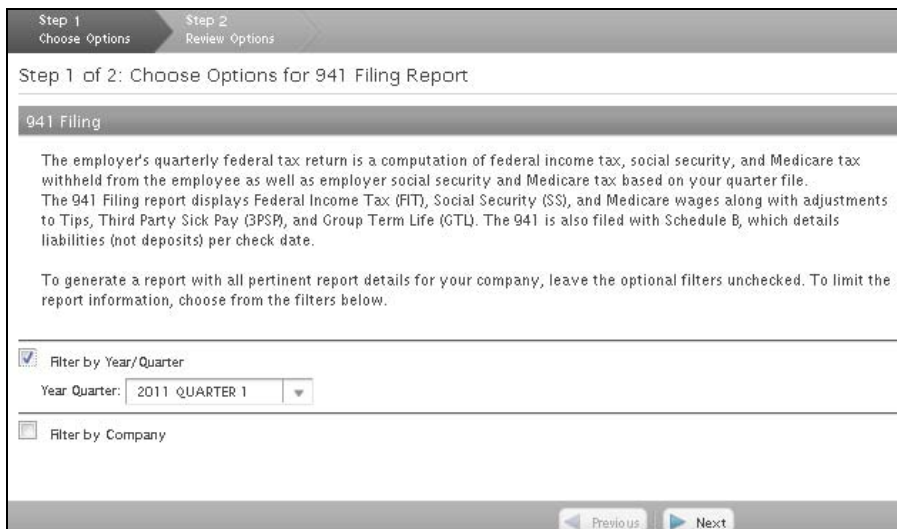 Step 1
Choose Options
Step 2
Review Options
Step 1 of 2: Choose Options for 941 Filing Report
941 Filing
The employer's quarterly federal tax return is a computation of federal income tax, social security, and Medicare tax
withheld from the employee as well as employer social security and Medicare tax based on your quarter file.
The 941 Filing report displays Federal Income Tax (FIT), Social Security (SS), and Medicare wages along with adjustments
to Tips, Third Party Sick Pay (3PSP), and Group Term Life (GTL). The 941 is also filed with Schedule B, which details
liabilities (not deposits) per check date.
To generate a report with all pertinent report details for your company, leave the optional filters unchecked. To limit the
report information, choose from the filters below.
Filter by Year/Quarter
Year Quarter: 2011 QUARTER 1
Filter by Company
Previous Next